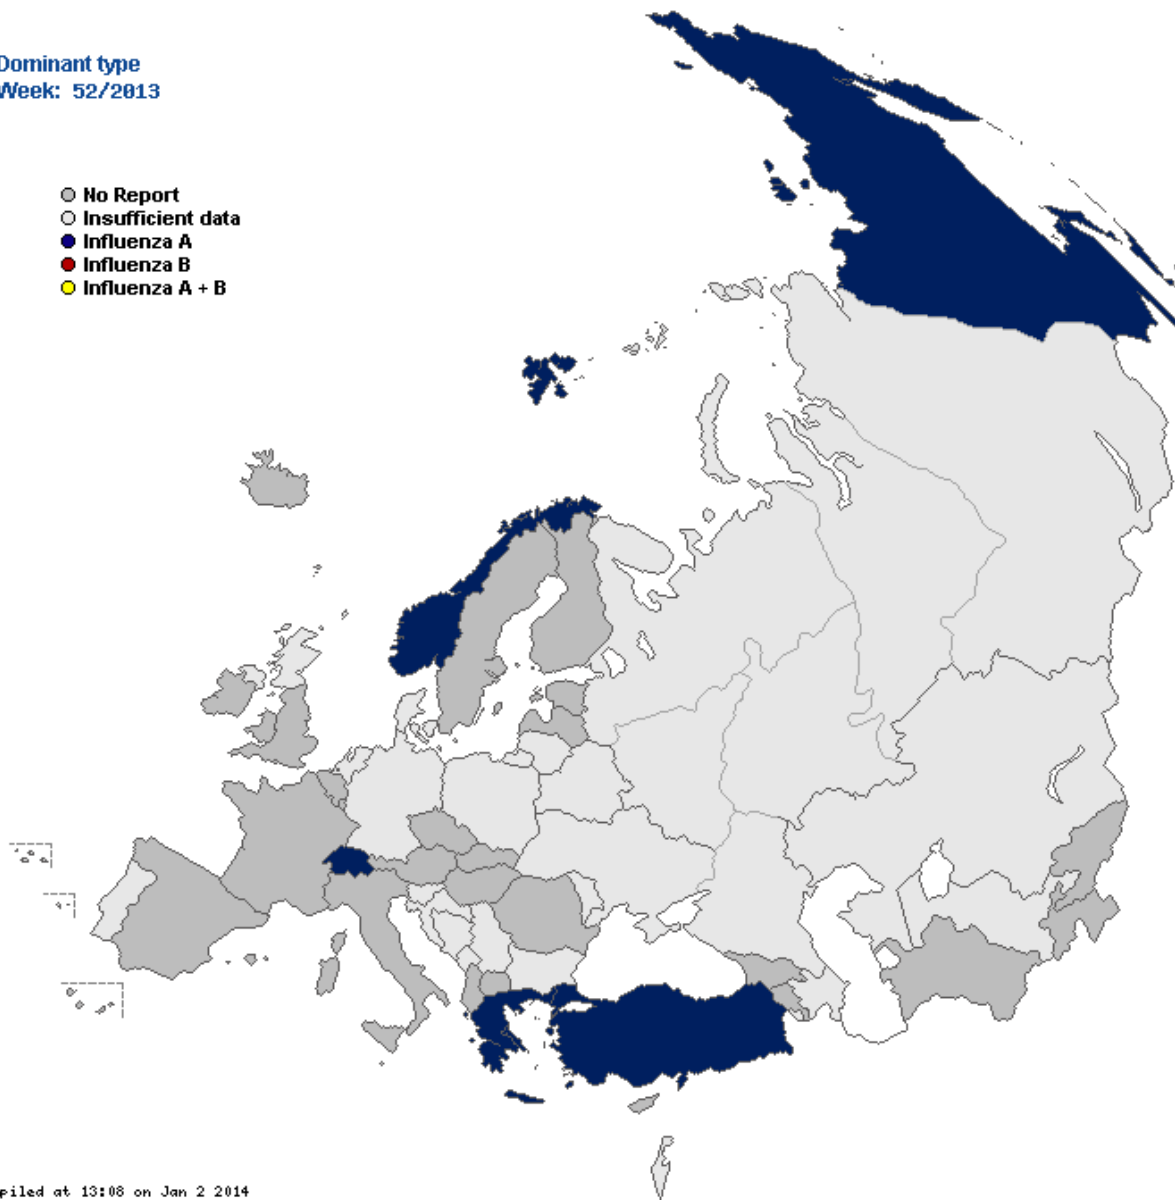 Dominant type
Week: 52/2013
No Report
Insufficient data
Influenza A
Influenza B
Influenza A + B
piled at 13:08 on Jan 2 2014